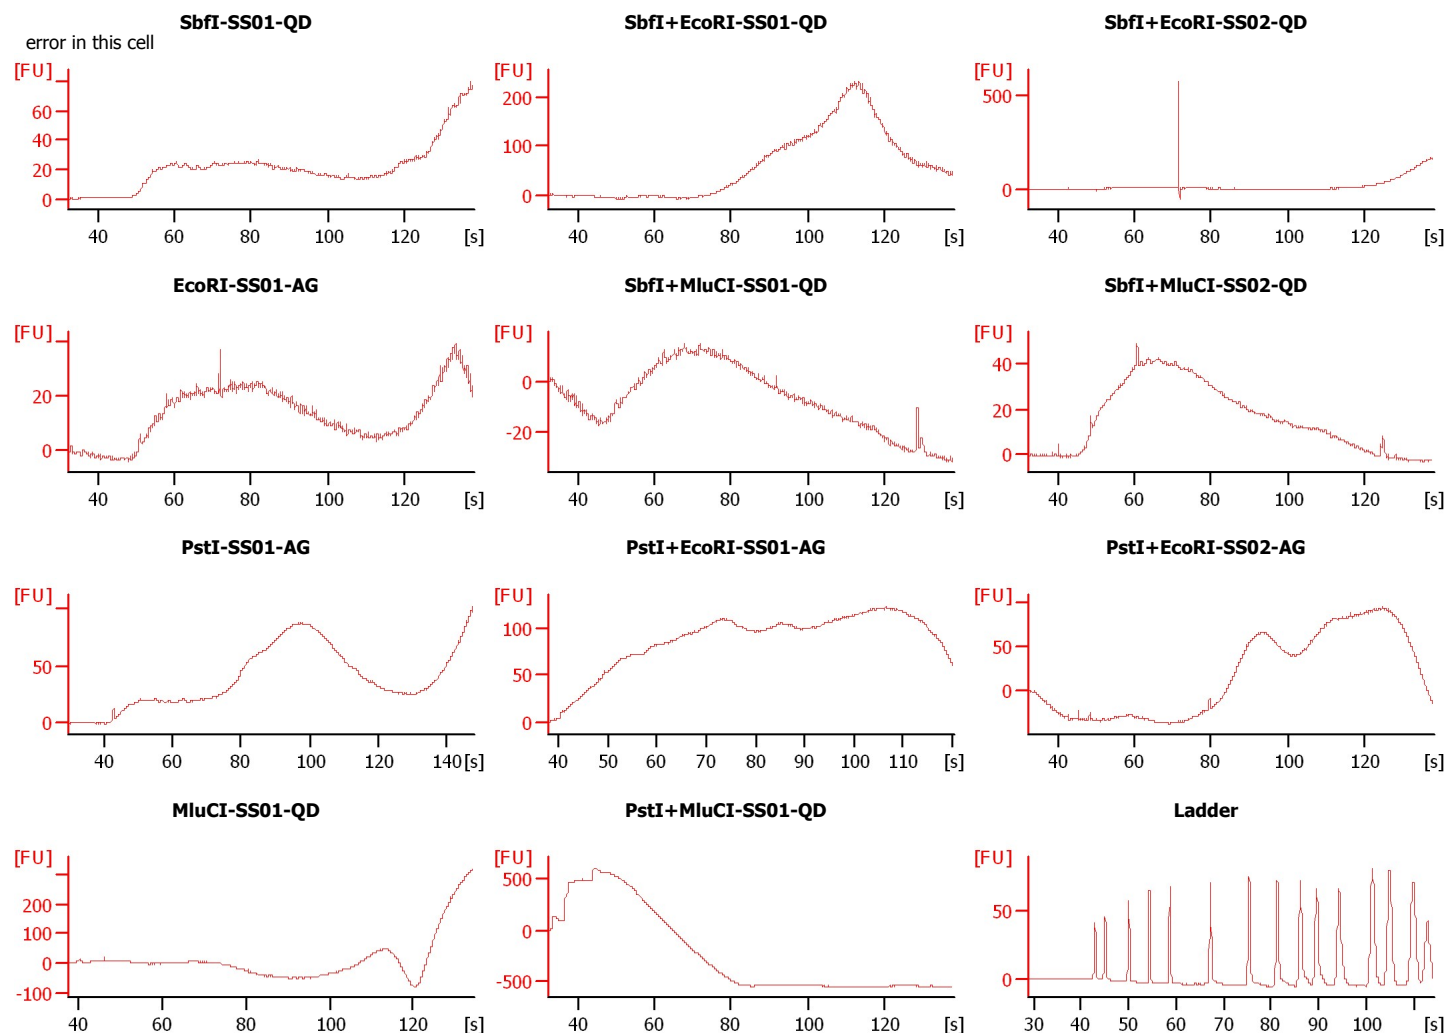 SbfI-SS01-QD
error in this cell
[FU]
60
40
20
0
40 60 80 100 120 [s]
SbfI+EcoRI-SS01-QD
[FU]
200
100
0
40 60 80 100 120 [s]
SbfI+EcoRI-SS02-QD
[FU]
500
0
40 60 80 100 120 [s]
EcoRI-SS01-AG
[FU]
20
0
40 60 80 100 120 [s]
SbfI+MluCI-SS01-QD
[FU]
0
-20
40 60 80 100 120 [s]
SbfI+MluCI-SS02-QD
[FU]
40
20
0
40 60 80 100 120 [s]
PstI-SS01-AG
[FU]
50
0
40 60 80 100 120 140 [s]
PstI+EcoRI-SS01-AG
[FU]
100
50
0
40 50 60 70 80 90 100 110 [s]
PstI+EcoRI-SS02-AG
[FU]
50
0
40 60 80 100 120 [s]
MluCI-SS01-QD
[FU]
200
100
0
-100
40 60 80 100 120 [s]
PstI+MluCI-SS01-QD
[FU]
500
0
-500
40 60 80 100 120 [s]
Ladder
[FU]
50
0
30 40 50 60 70 80 90 100 [s]